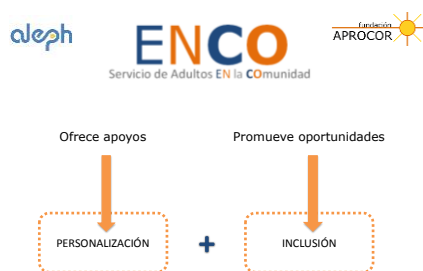 aleph
ENCO
fundación
APROCOR
Servicio de Adultos EN la COmunidad
Ofrece apoyos
Promueve oportunidades
PERSONALIZACIÓN
+
INCLUSIÓN